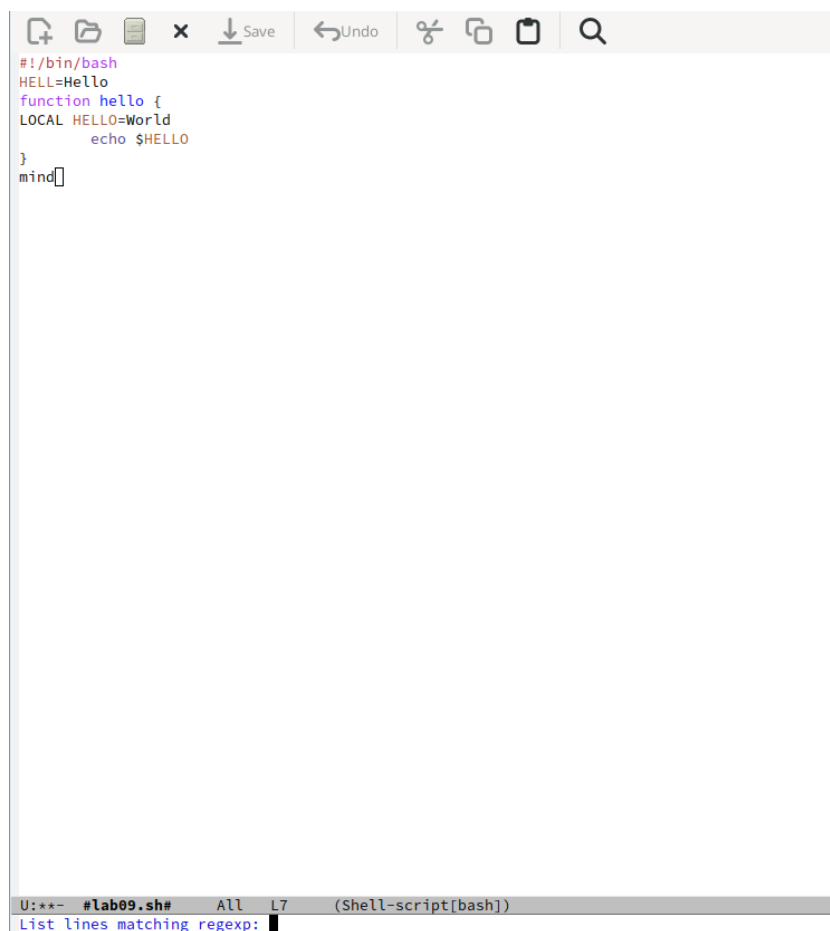 Save Undo
#!/bin/bash
HELL=Hello
function hello {
LOCAL HELLO=World
        echo $HELLO
}
mind
U:**-  #lab09.sh#     All   L7     (Shell-script[bash])
List lines matching regexp: